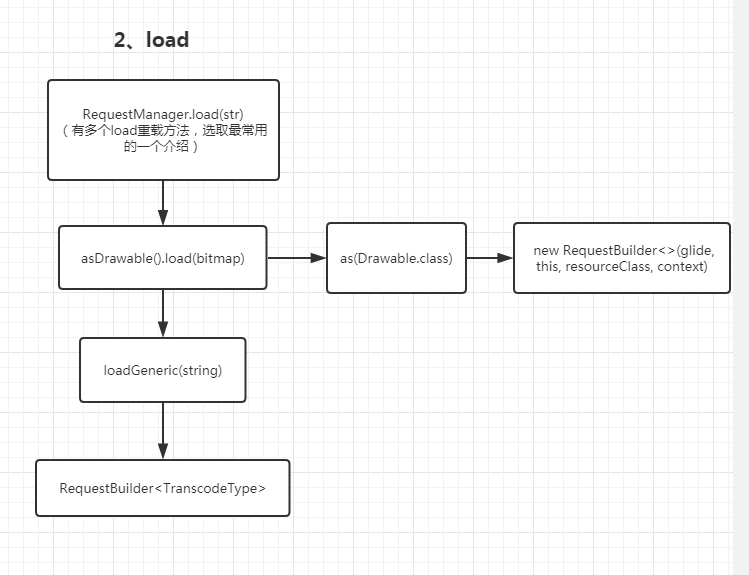 2、load
RequestManager.load(str)
（有多个load重载方法，选取最常用
的一个介绍）
asDrawable().load(bitmap)
as(Drawable.class)
new RequestBuilder<>(glide,
this, resourceClass, context)
loadGeneric(string)
RequestBuilder<TranscodeType>